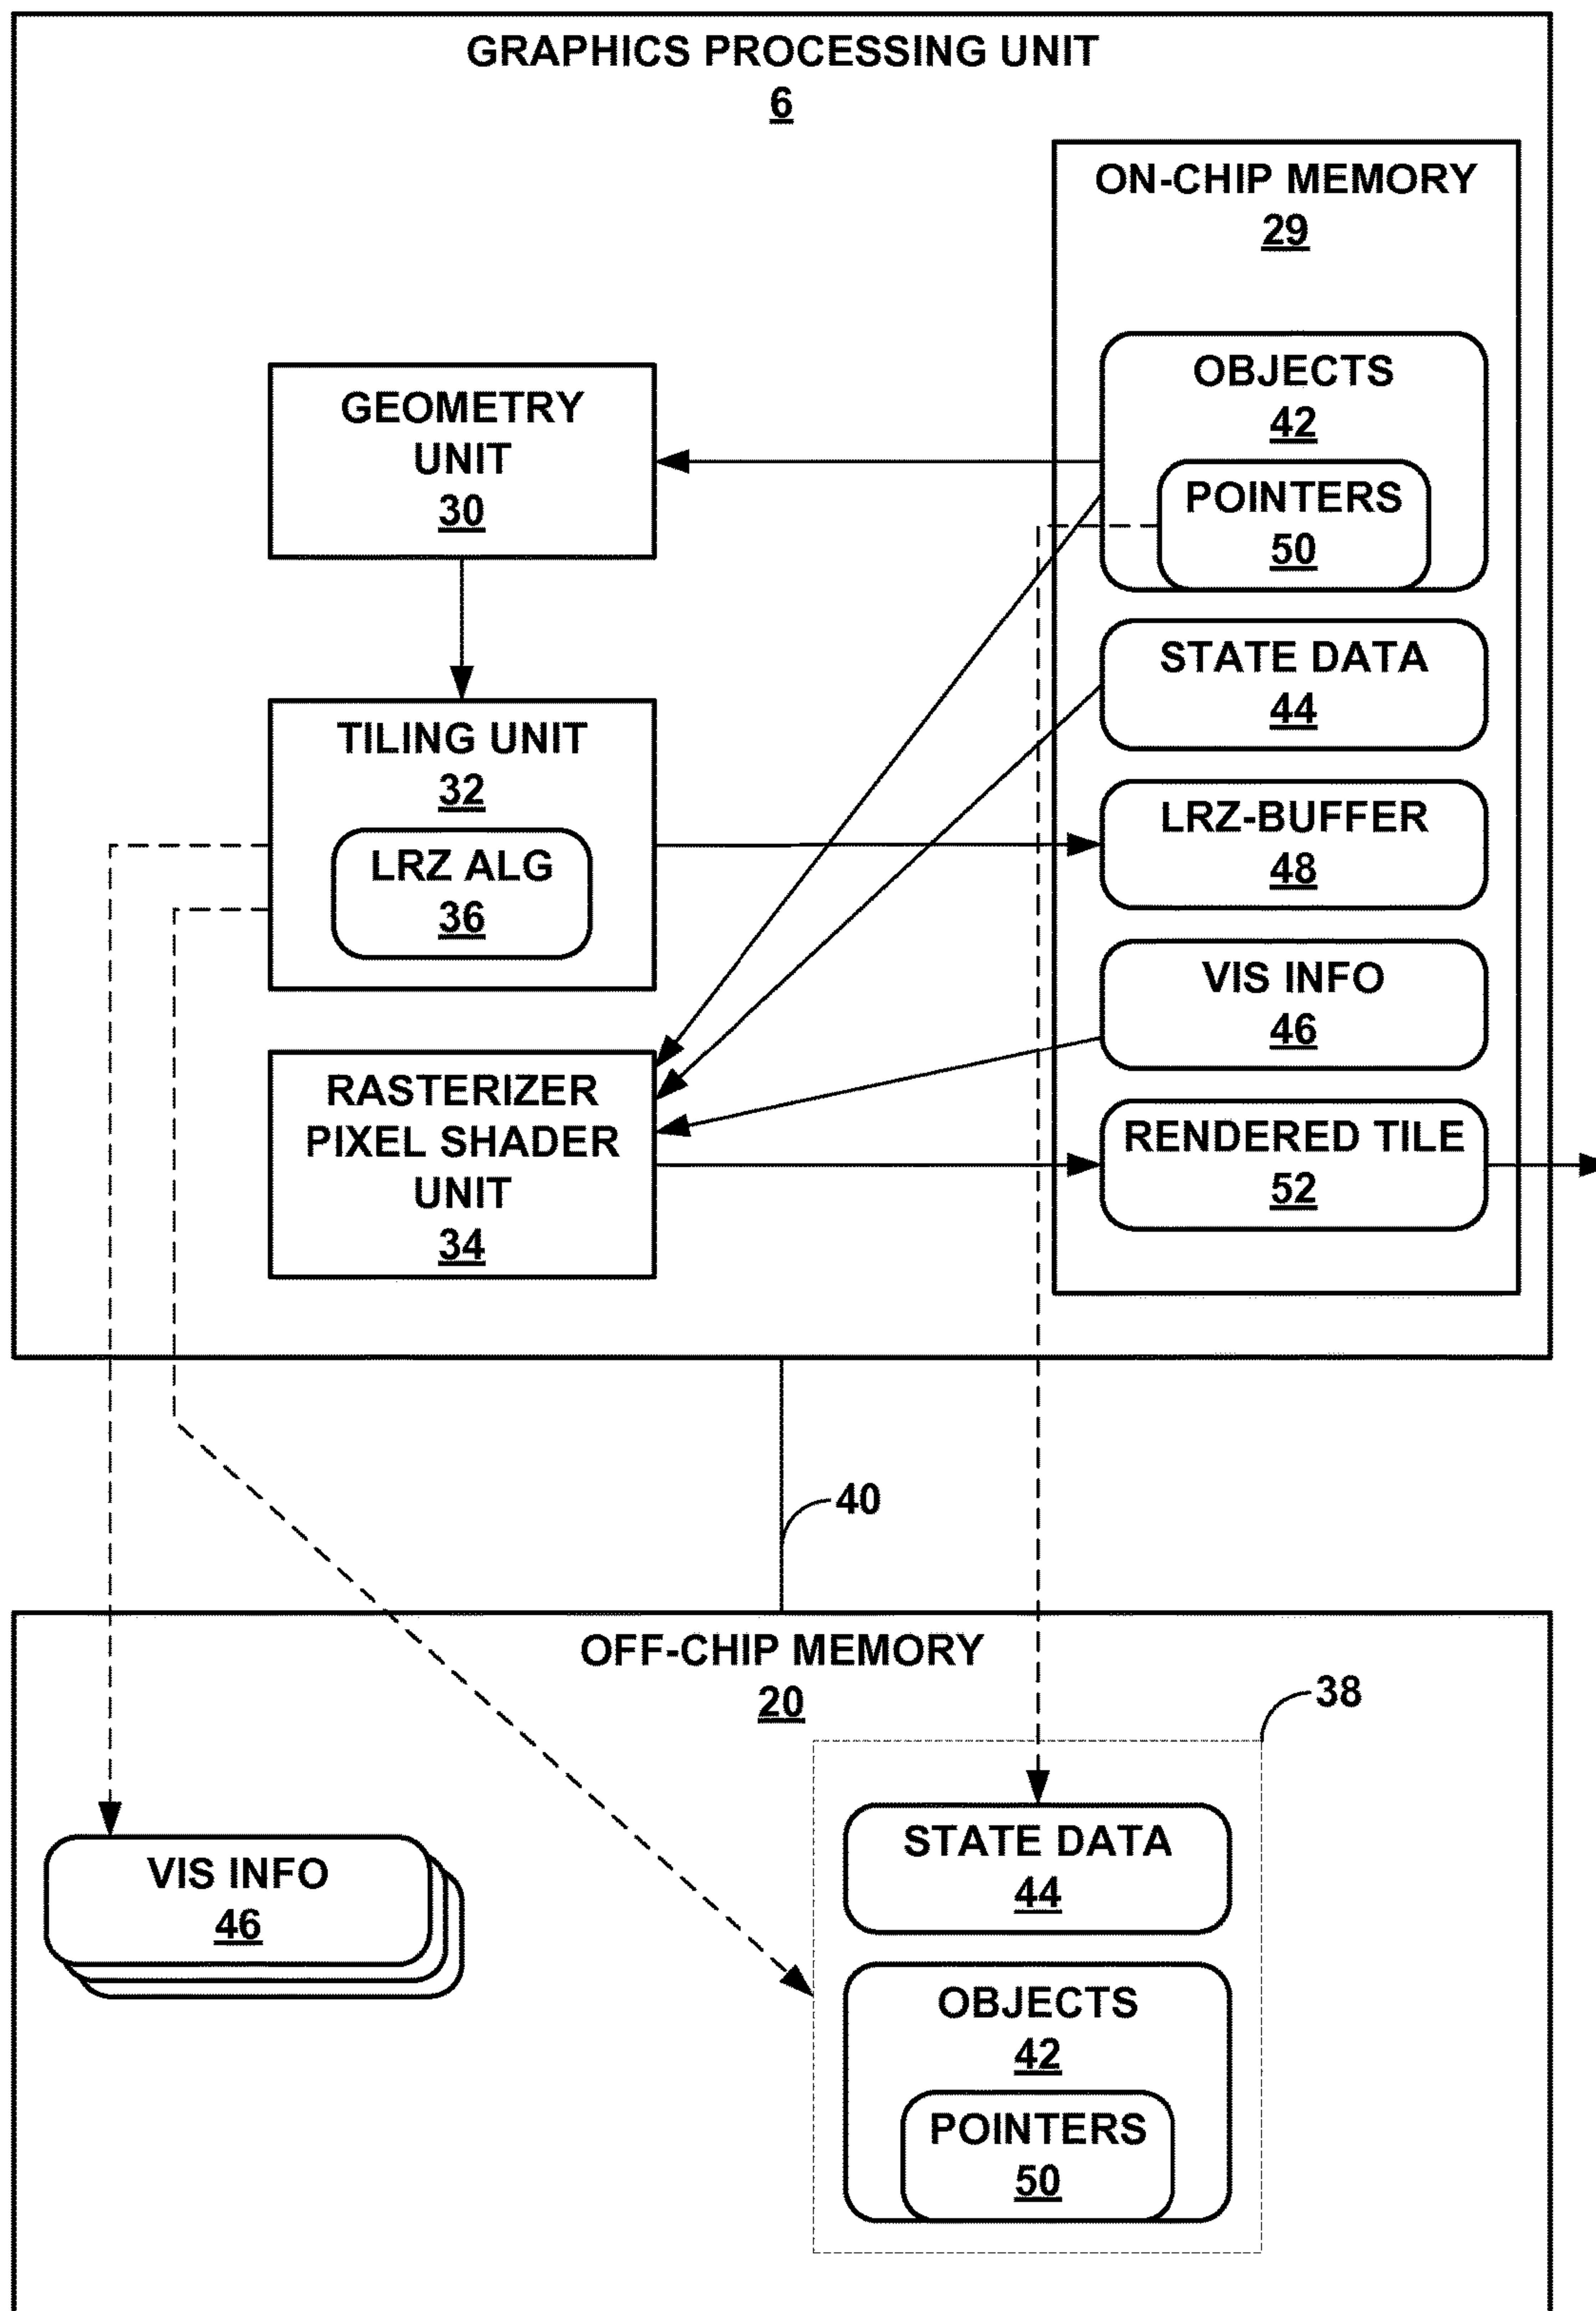 GRAPHICS PROCESSING UNIT
6
ON-CHIP MEMORY
29
OBJECTS
42
POINTERS
50
GEOMETRY
UNIT
30
STATE DATA
44
TILING UNIT
32
LRZ ALG
36
LRZ-BUFFER
48
VIS INFO
46
RASTERIZER
PIXEL SHADER
UNIT
34
RENDERED TILE
52
40
OFF-CHIP MEMORY
20
38
VIS INFO
46
STATE DATA
44
OBJECTS
42
POINTERS
50